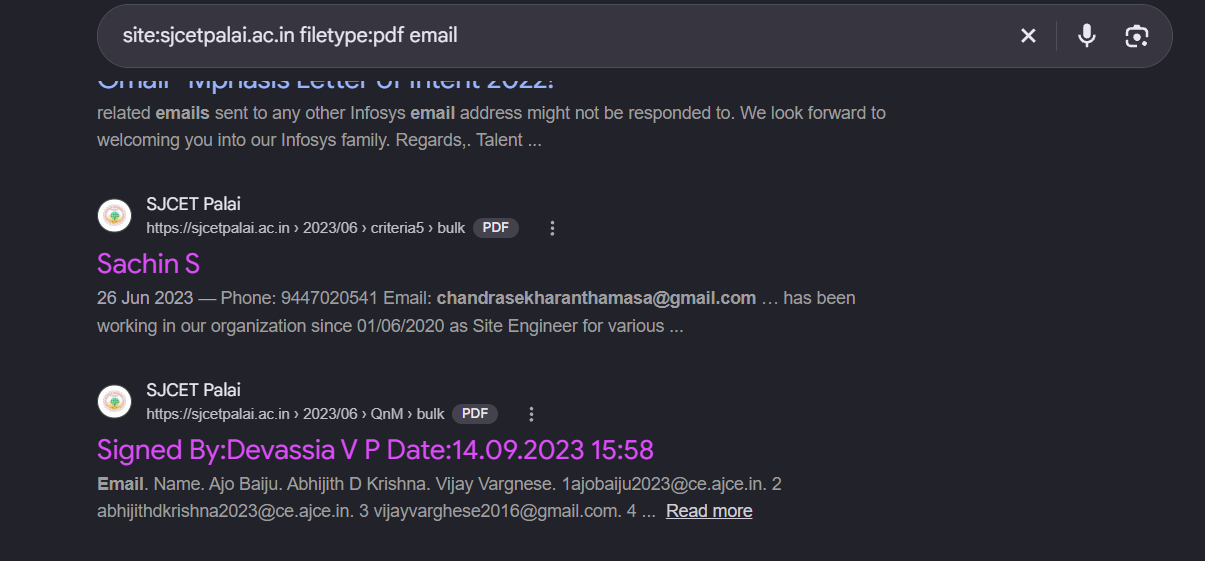 site:sjcetpalai.ac.in filetype:pdf email
Gmail - Mphasis Letter of Intent 2022!
related emails sent to any other Infosys email address might not be responded to. We look forward to
welcoming you into our Infosys family. Regards,. Talent ...
SJCET Palai
https://sjcetpalai.ac.in › 2023/06 › criteria5 › bulk PDF
Sachin S
26 Jun 2023 — Phone: 9447020541 Email: chandrasekharanthamasa@gmail.com … has been
working in our organization since 01/06/2020 as Site Engineer for various ...
SJCET Palai
https://sjcetpalai.ac.in › 2023/06 › QnM › bulk PDF
Signed By:Devassia V P Date:14.09.2023 15:58
Email. Name. Ajo Baiju. Abhijith D Krishna. Vijay Vargnese. 1ajobaiju2023@ce.ajce.in. 2
abhijithdkrishna2023@ce.ajce.in. 3 vijayvarghese2016@gmail.com. 4 ... Read more